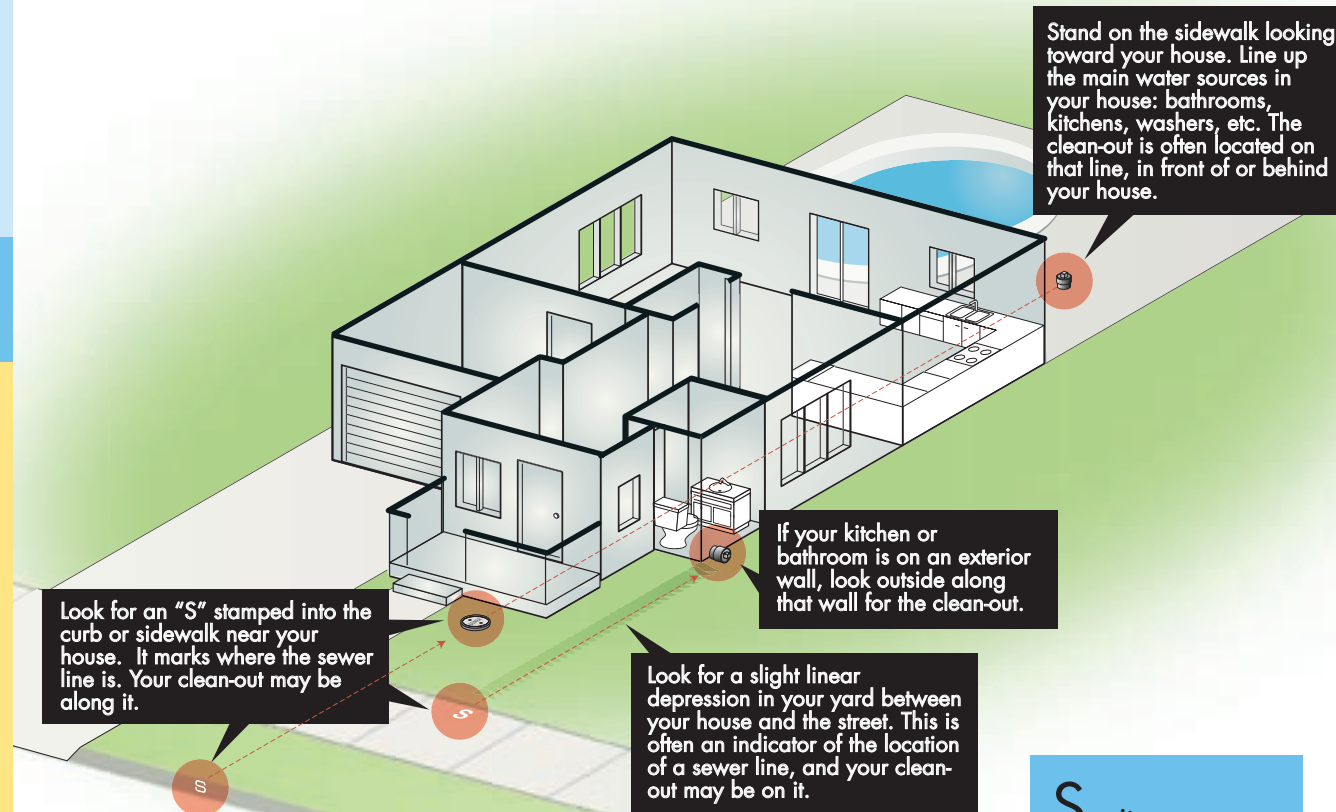 Stand on the sidewalk looking
toward your house. Line up
the main water sources in
your house: bathrooms,
kitchens, washers, etc. The
clean-out is often located on
that line, in front of or behind
your house.
If your kitchen or
bathroom is on an exterior
wall, look outside along
that wall for the clean-out.
Look for an “S” stamped into the
curb or sidewalk near your
house.  It marks where the sewer
line is. Your clean-out may be
along it.
Look for a slight linear
depression in your yard between
your house and the street. This is
often an indicator of the location
of a sewer line, and your clean-
out may be on it.
S
S